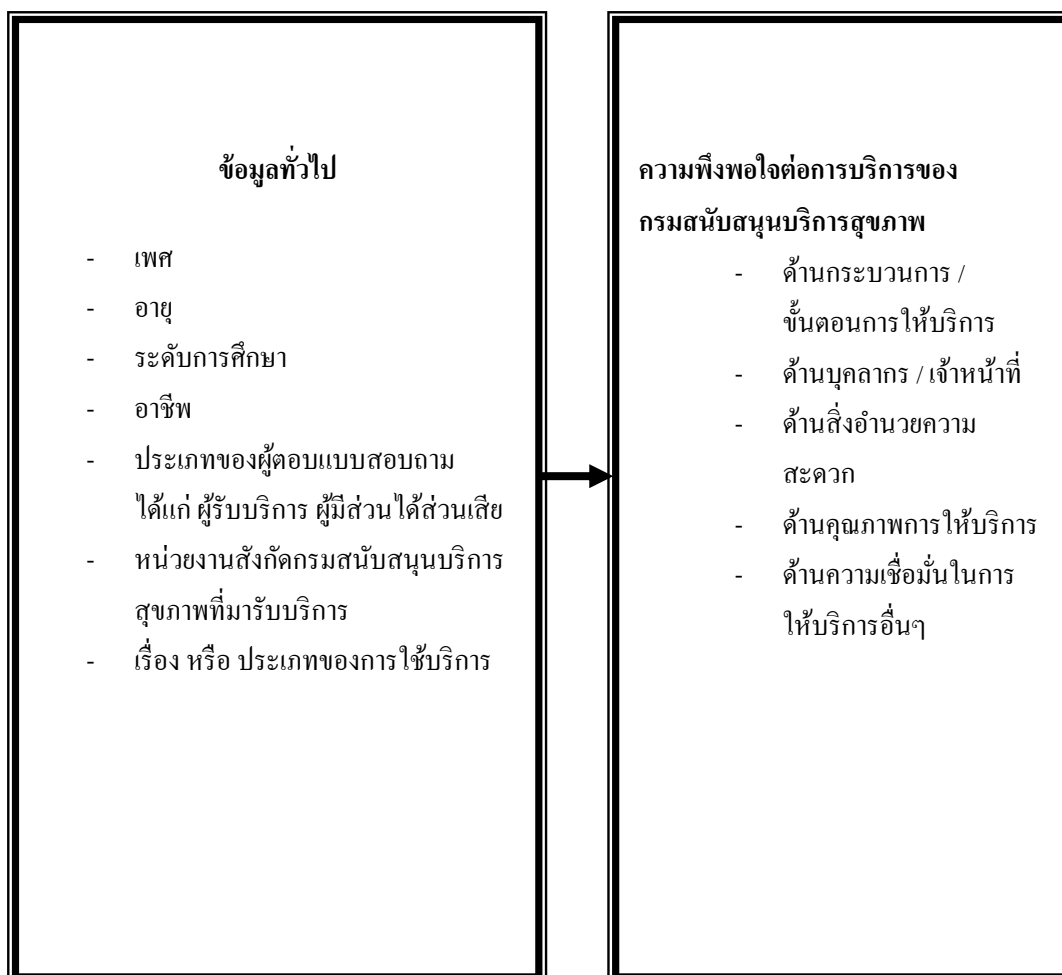 ข้อมูลทั่วไป
- เพศ
- อายุ
- ระดับการศึกษา
- อาชีพ
- ประเภทของผู้ตอบแบบสอบถาม
ได้แก่ ผู้รับบริการ ผู้มีส่วนได้ส่วนเสีย
- หน่วยงานสังกัดกรมสนับสนุนบริการ
สุขภาพที่มารับบริการ
- เรื่อง หรือ ประเภทของการใช้บริการ
ความพึงพอใจต่อการบริการของ
กรมสนับสนุนบริการสุขภาพ
- ด้านกระบวนการ /
ขั้นตอนการให้บริการ
- ด้านบุคลากร / เจ้าหน้าที่
- ด้านสิ่งอำนวยความ
สะดวก
- ด้านคุณภาพการให้บริการ
- ด้านความเชื่อมั่นในการ
ให้บริการอื่นๆ